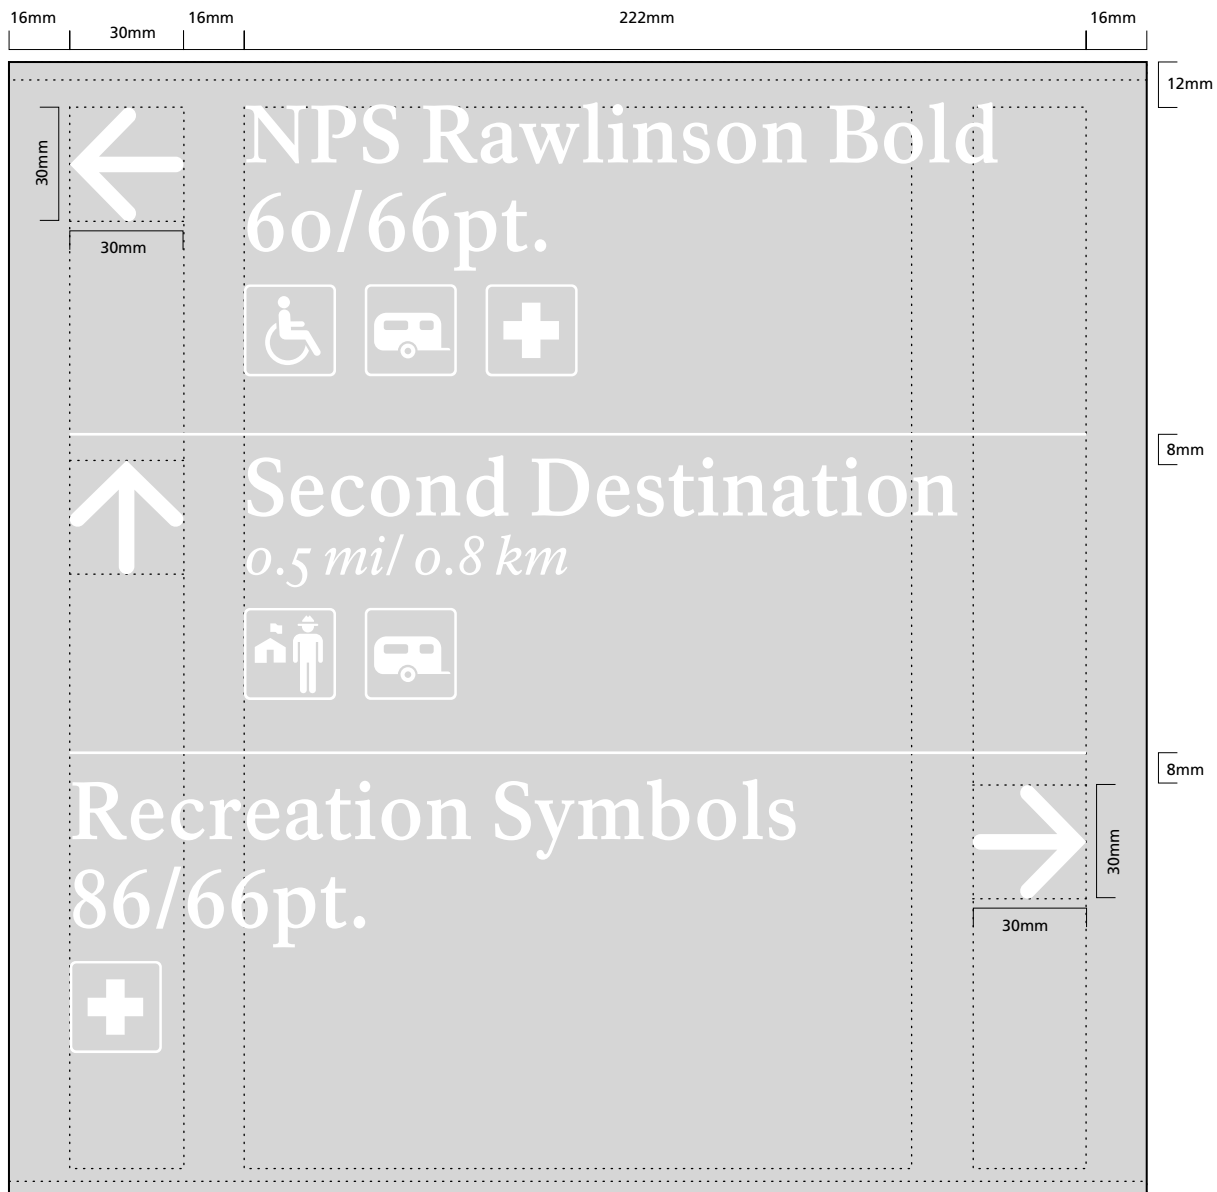 16mm
30mm
16mm
222mm
16mm
12mm
NPS Rawlinson Bold
60/66pt.
30mm
30mm
8mm
Second Destination
0.5 mi/ 0.8 km
8mm
Recreation Symbols
86/66pt.
30mm
30mm